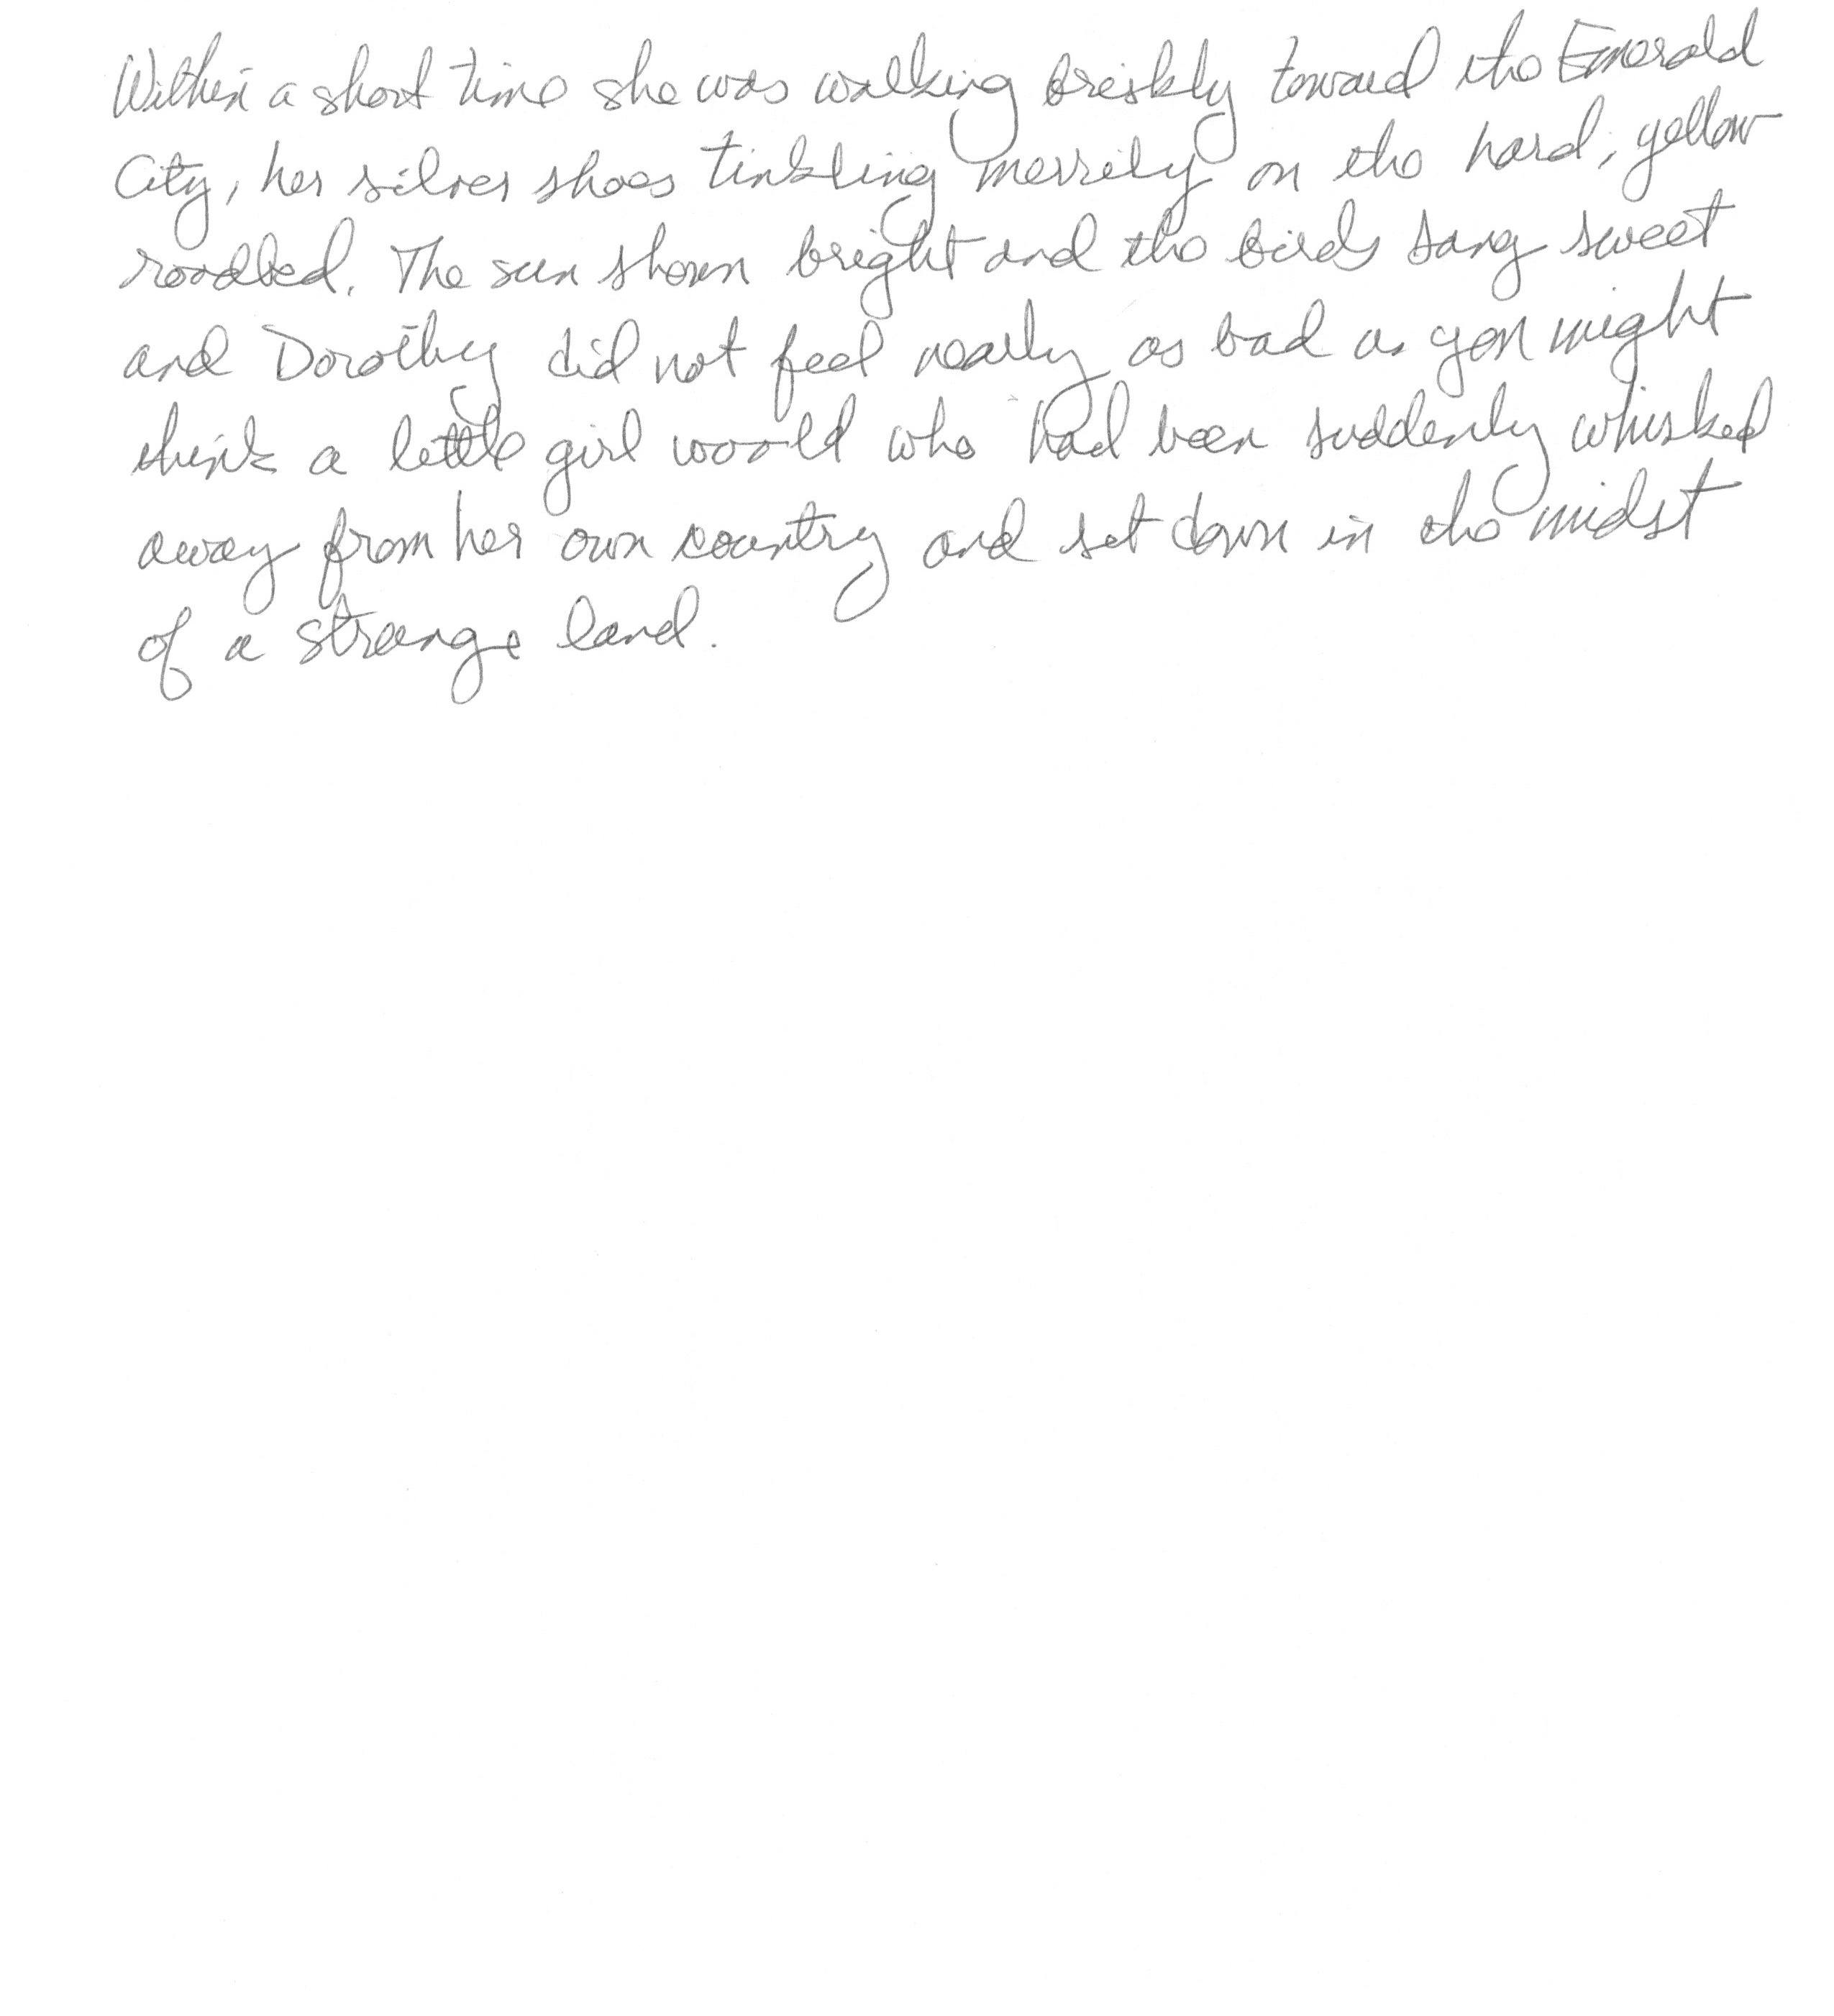 Within a short time she was walking briskly toward the Emerald
City, her silver shoes tinkling merrily on the hard, yellow
roadbed. The sun shown bright and the birds sang sweet
and Dorothy did not feel nearly as bad as you might
think a little girl would who had been suddenly whisked
away from her own country and set down in the midst
of a strange land.